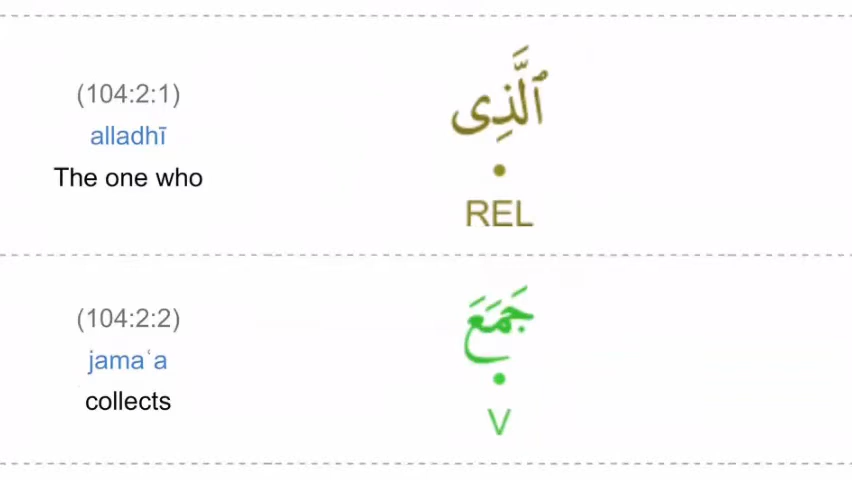 (104:2:1)
alladhī
The one who
ٱلَّذِى
REL
(104:2:2)
jamaʿa
collects
جَمَعَ
V